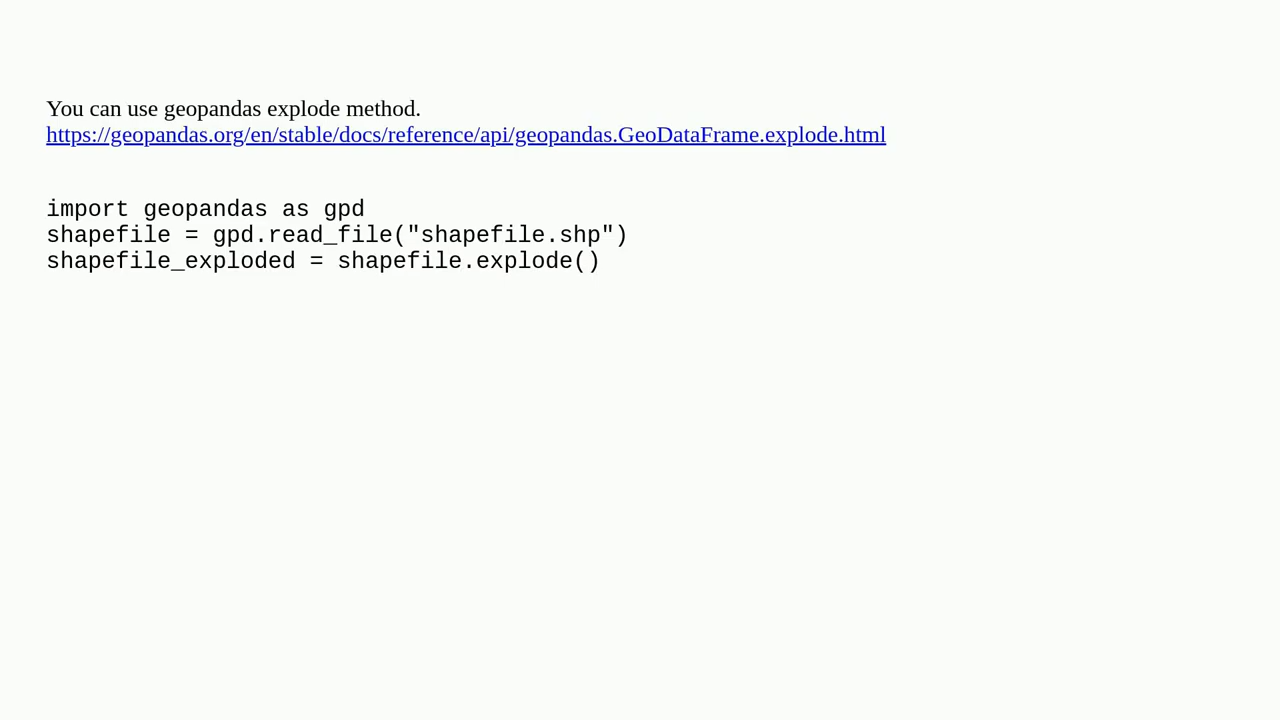 You can use geopandas explode method.
https://geopandas.org/en/stable/docs/reference/api/geopandas.GeoDataFrame.explode.html
import geopandas as gpd
shapefile = gpd.read_file("shapefile.shp")
shapefile_exploded = shapefile.explode()